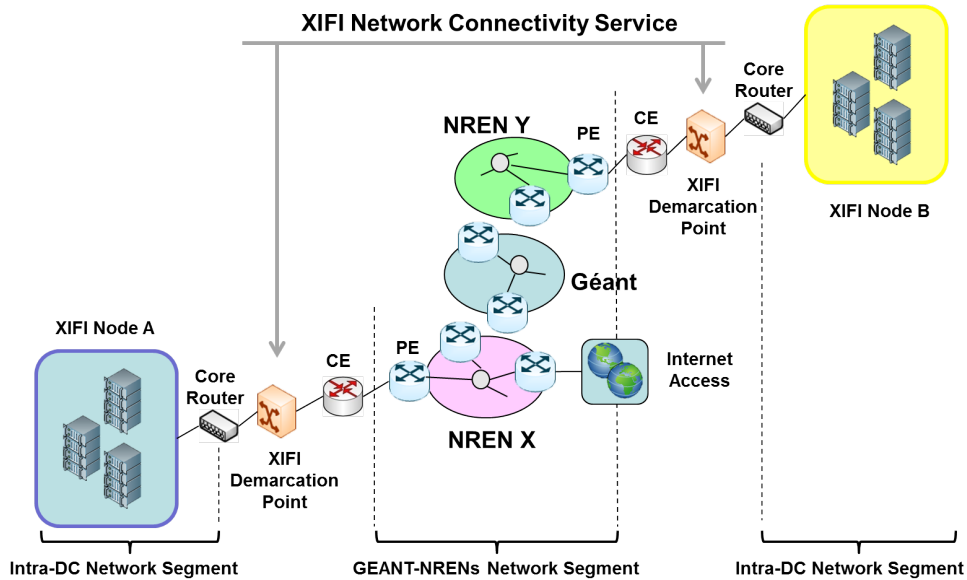 XIFI Network Connectivity Service
Core
Router
CE
PE
NREN Y
XIFI
Demarcation
Point
XIFI Node B
Géant
XIFI Node A
Core
Router
CE
PE
Internet
Access
NREN X
XIFI
Demarcation
Point
Intra-DC Network Segment
GEANT-NRENs Network Segment
Intra-DC Network Segment